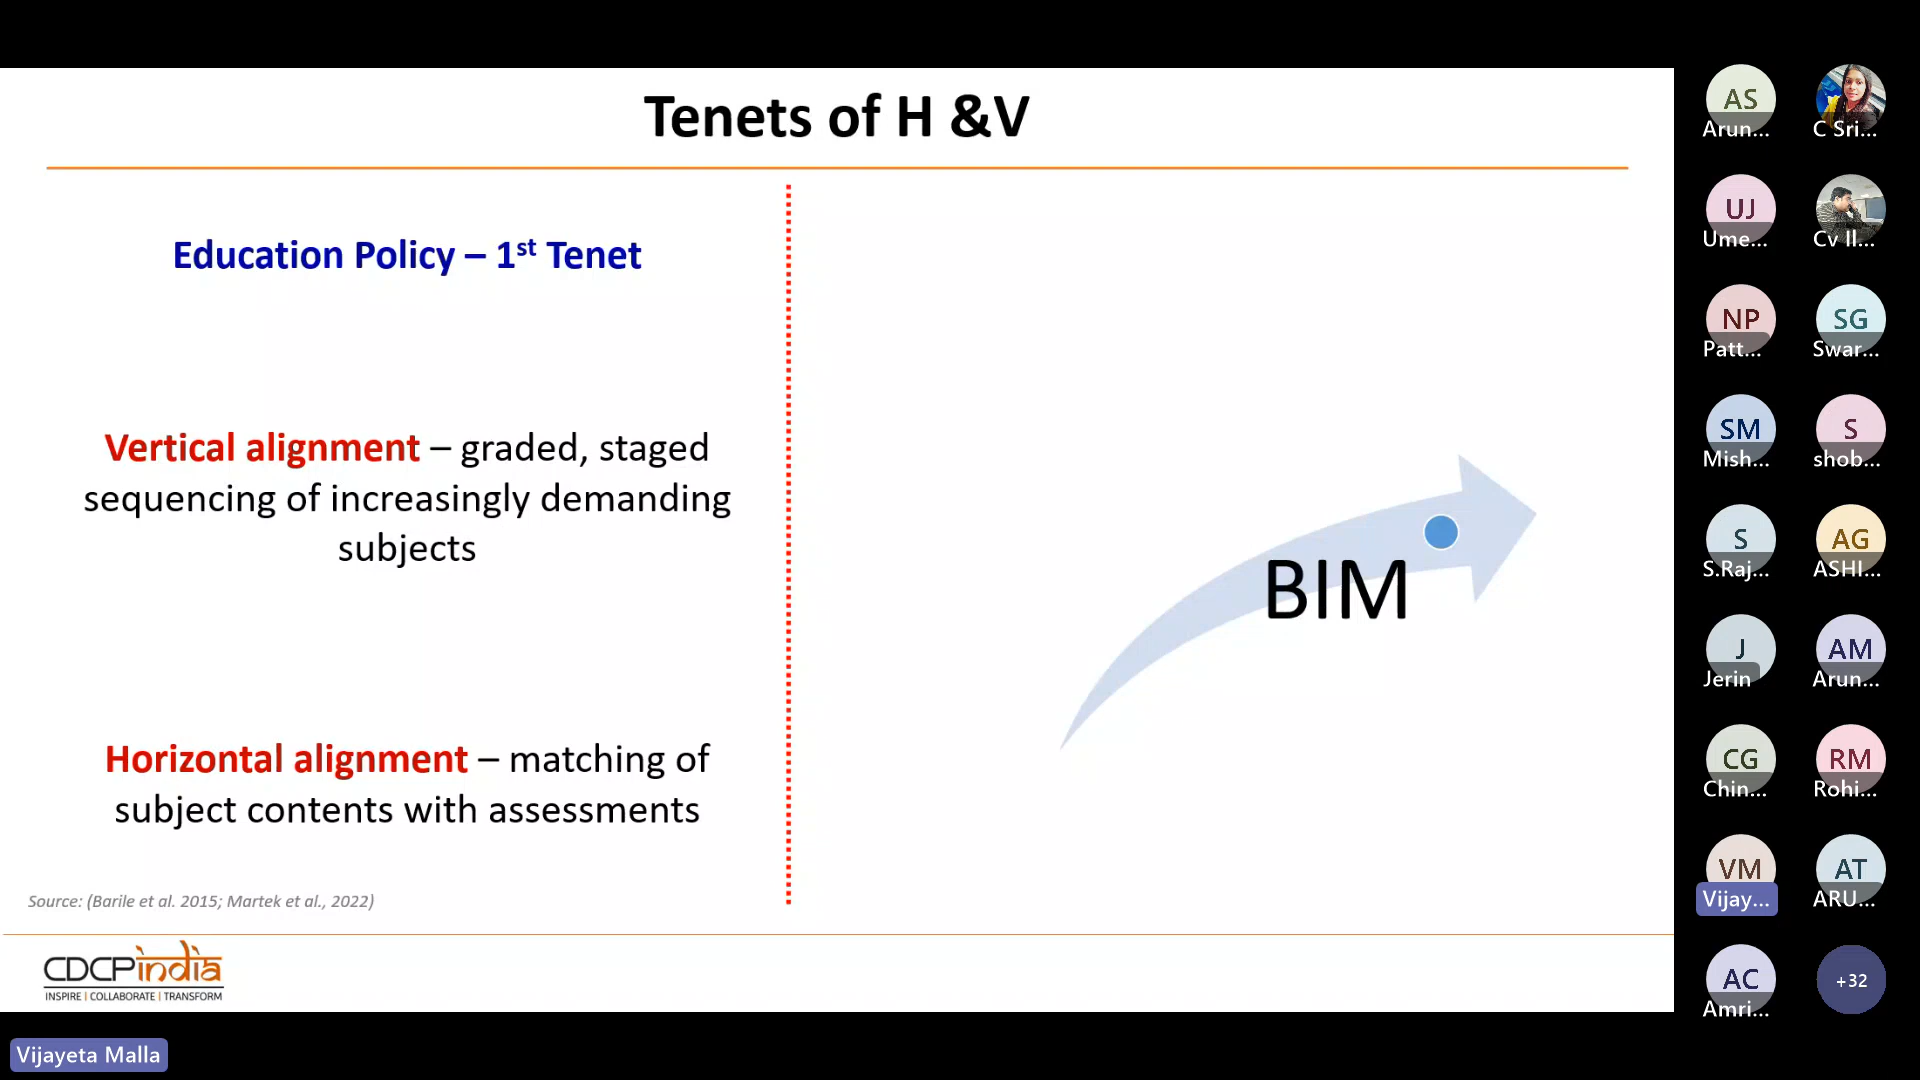 Tenets of H &V
Education Policy – 1st Tenet
Vertical alignment – graded, staged
sequencing of increasingly demanding
subjects
Horizontal alignment – matching of
subject contents with assessments
Source: (Barile et al. 2015; Martek et al., 2022)
BIM
CDCPindia
INSPIRE | COLLABORATE | TRANSFORM
Vijayeta Malla
AS
Arun...
C Sri...
UJ
Ume...
Cv ll...
NP
Patt...
SG
Swar...
SM
Mish...
S
shob...
S
S.Raj...
AG
ASHI...
J
Jerin
AM
Arun...
CG
Chin...
RM
Rohi...
VM
Vijay...
AT
ARU...
AC
Amri...
+32